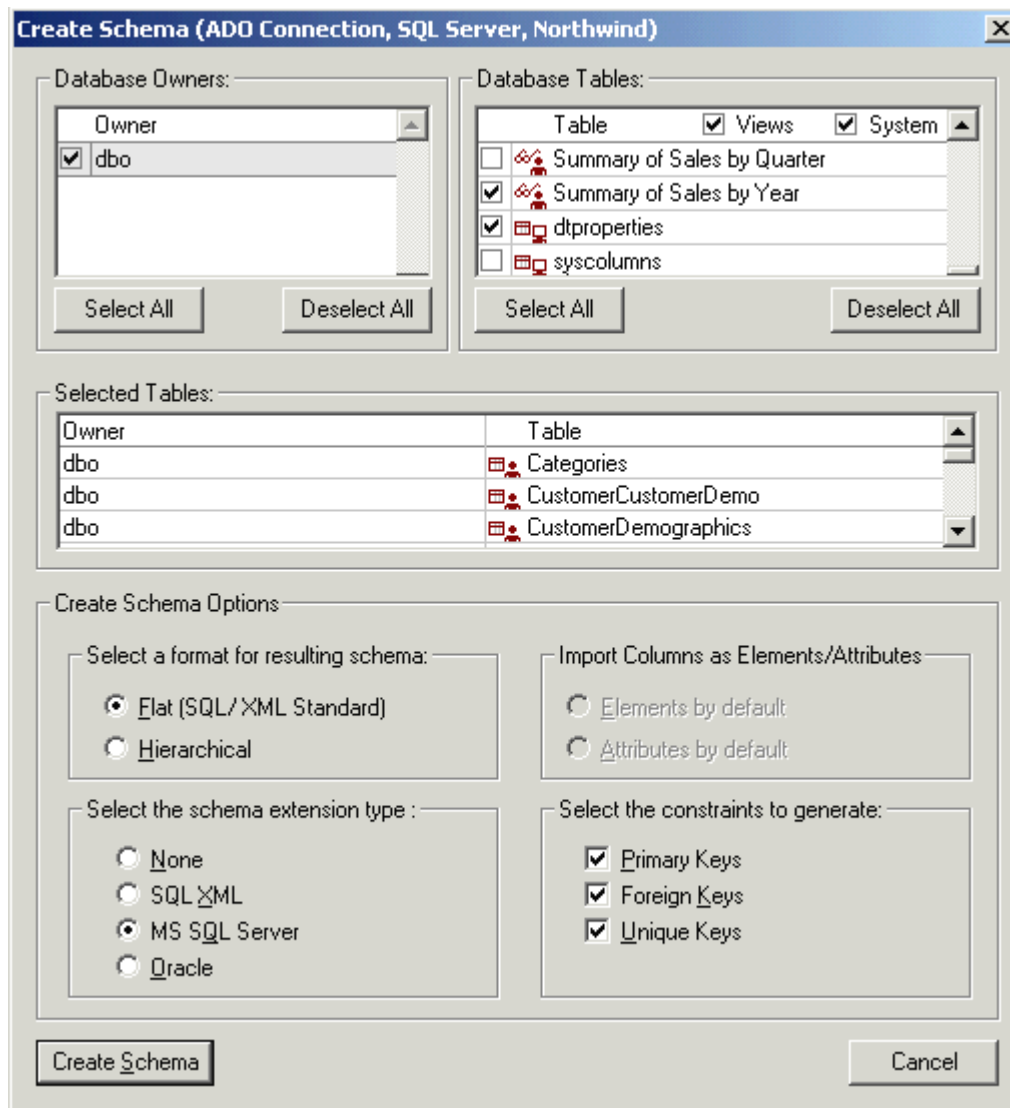 Create Schema (ADO Connection, SQL Server, Northwind)
Database Owners:
Owner
dbo
Select All Deselect All
Database Tables:
Table Views System
Summary of Sales by Quarter
Summary of Sales by Year
dtproperties
syscolumns
Select All Deselect All
Selected Tables:
Owner Table
dbo Categories
dbo CustomerCustomerDemo
dbo CustomerDemographics
Create Schema Options
Select a format for resulting schema:
Flat (SQL/ XML Standard)
Hierarchical
Import Columns as Elements/Attributes
Elements by default
Attributes by default
Select the schema extension type :
None
SQL XML
MS SQL Server
Oracle
Select the constraints to generate:
Primary Keys
Foreign Keys
Unique Keys
Create Schema Cancel